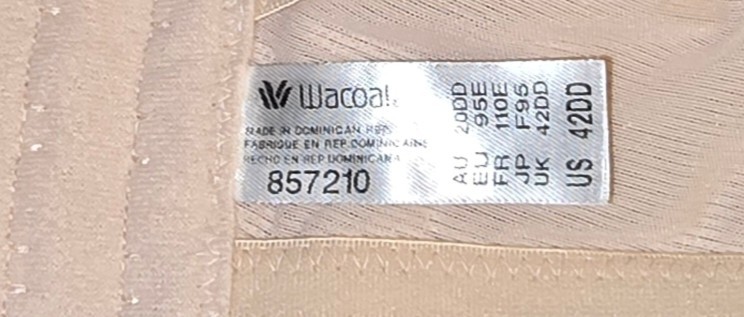 Wacoal
MADE IN DOMINICAN REP.
FABRIQUÉ EN REP. DOMINICAINE
HECHO EN REP. DOMINICANA
857210
AU 20DD
EU 95E
FR 110E
JP F95
UK 42DD
US 42DD